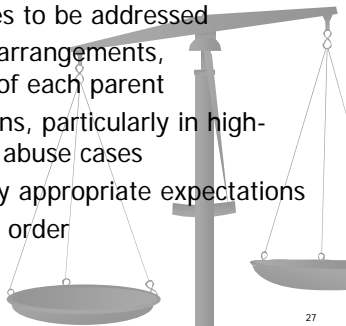 es to be addressed
arrangements,
of each parent
ns, particularly in high-
abuse cases
y appropriate expectations
order
27